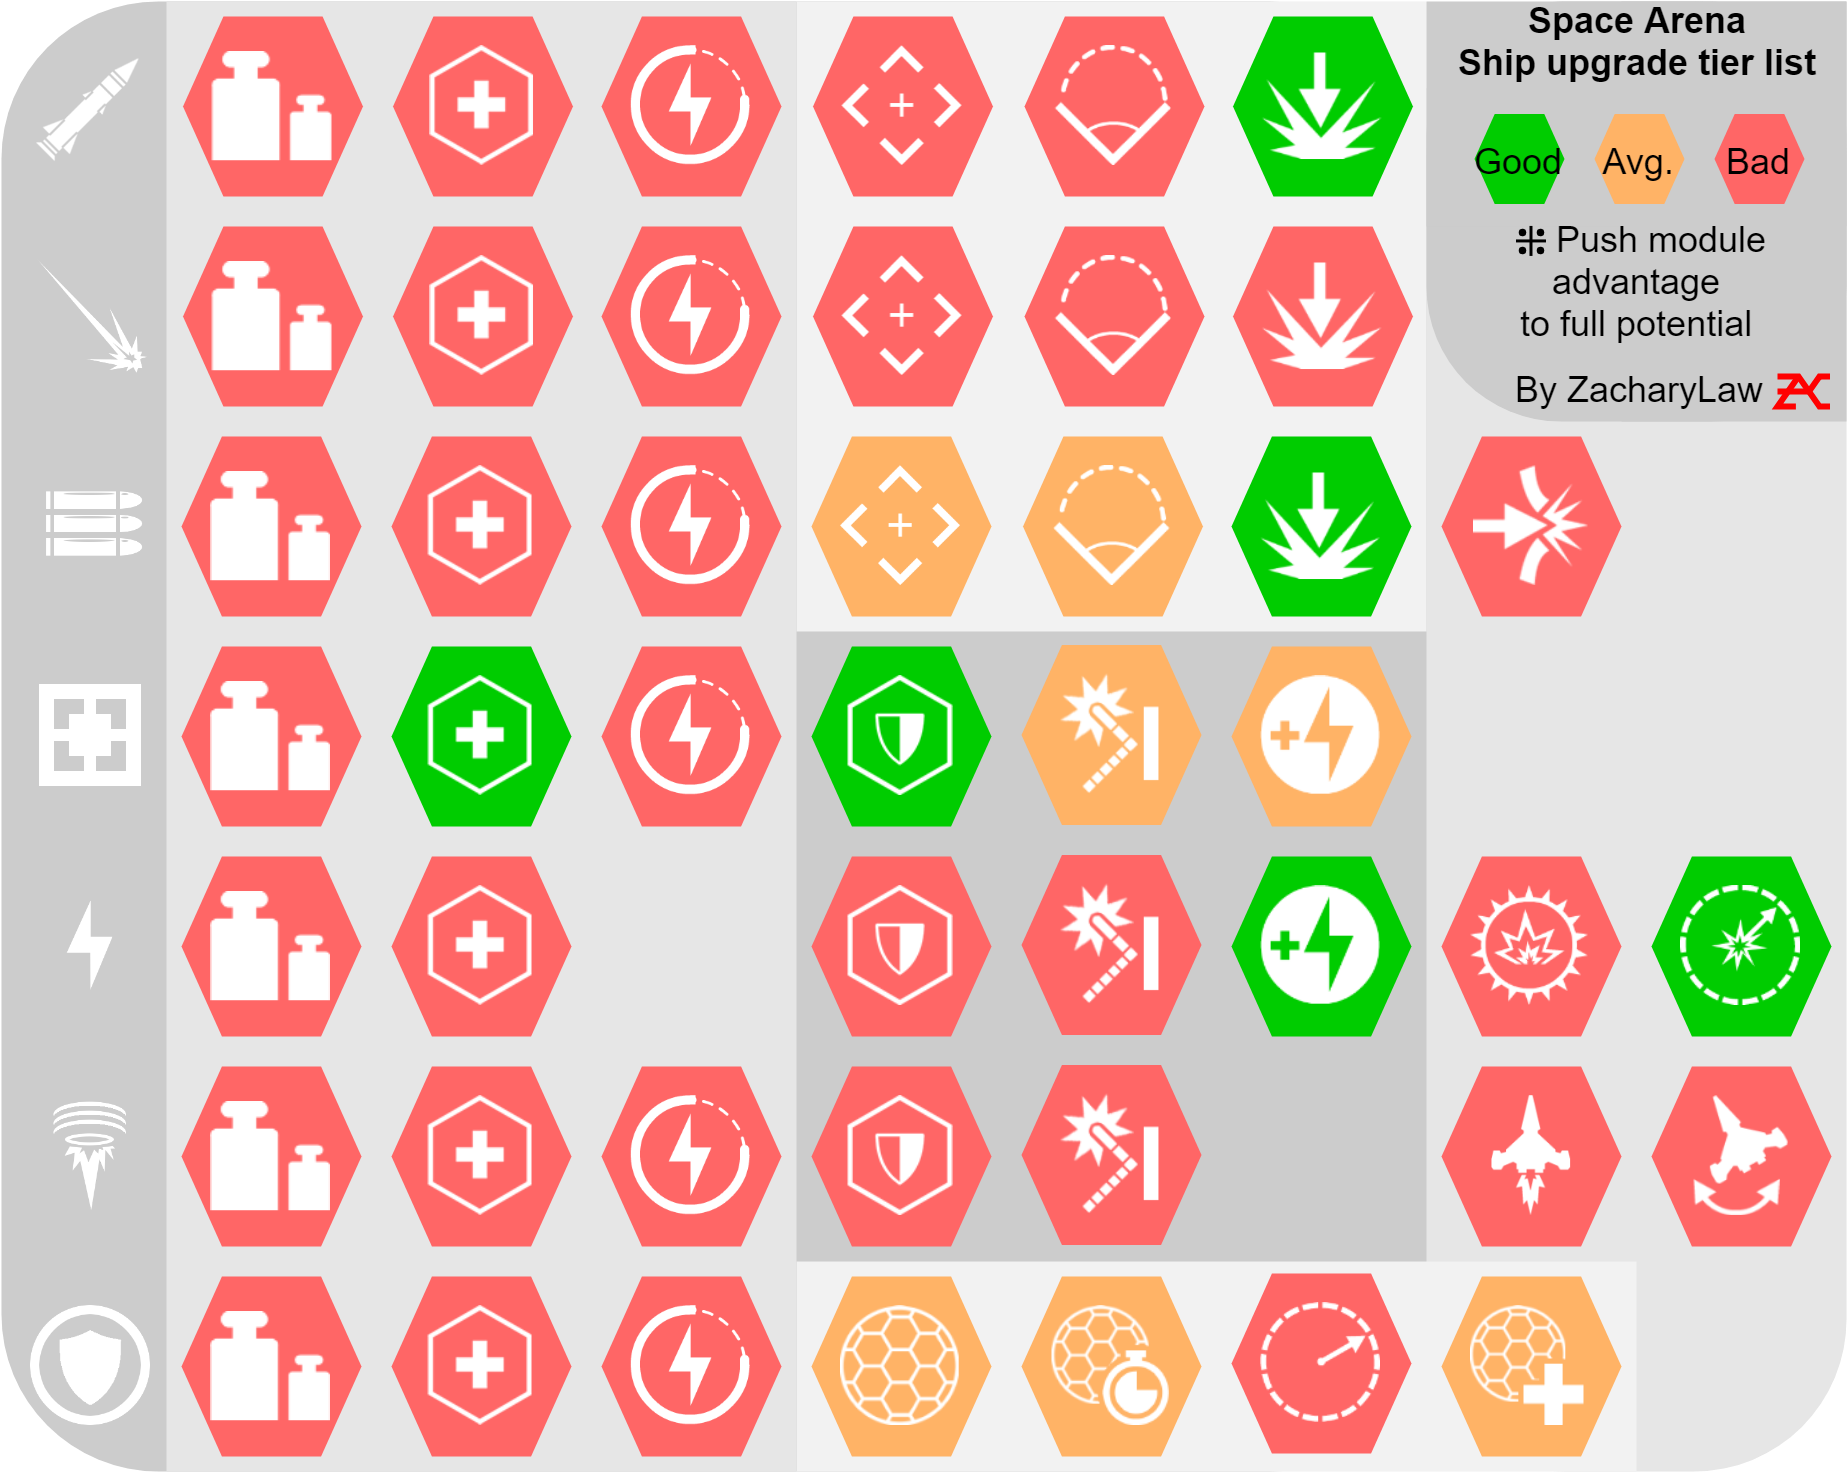 Space Arena
Ship upgrade tier list
Good Avg. Bad
Push module
advantage
to full potential
By ZacharyLaw